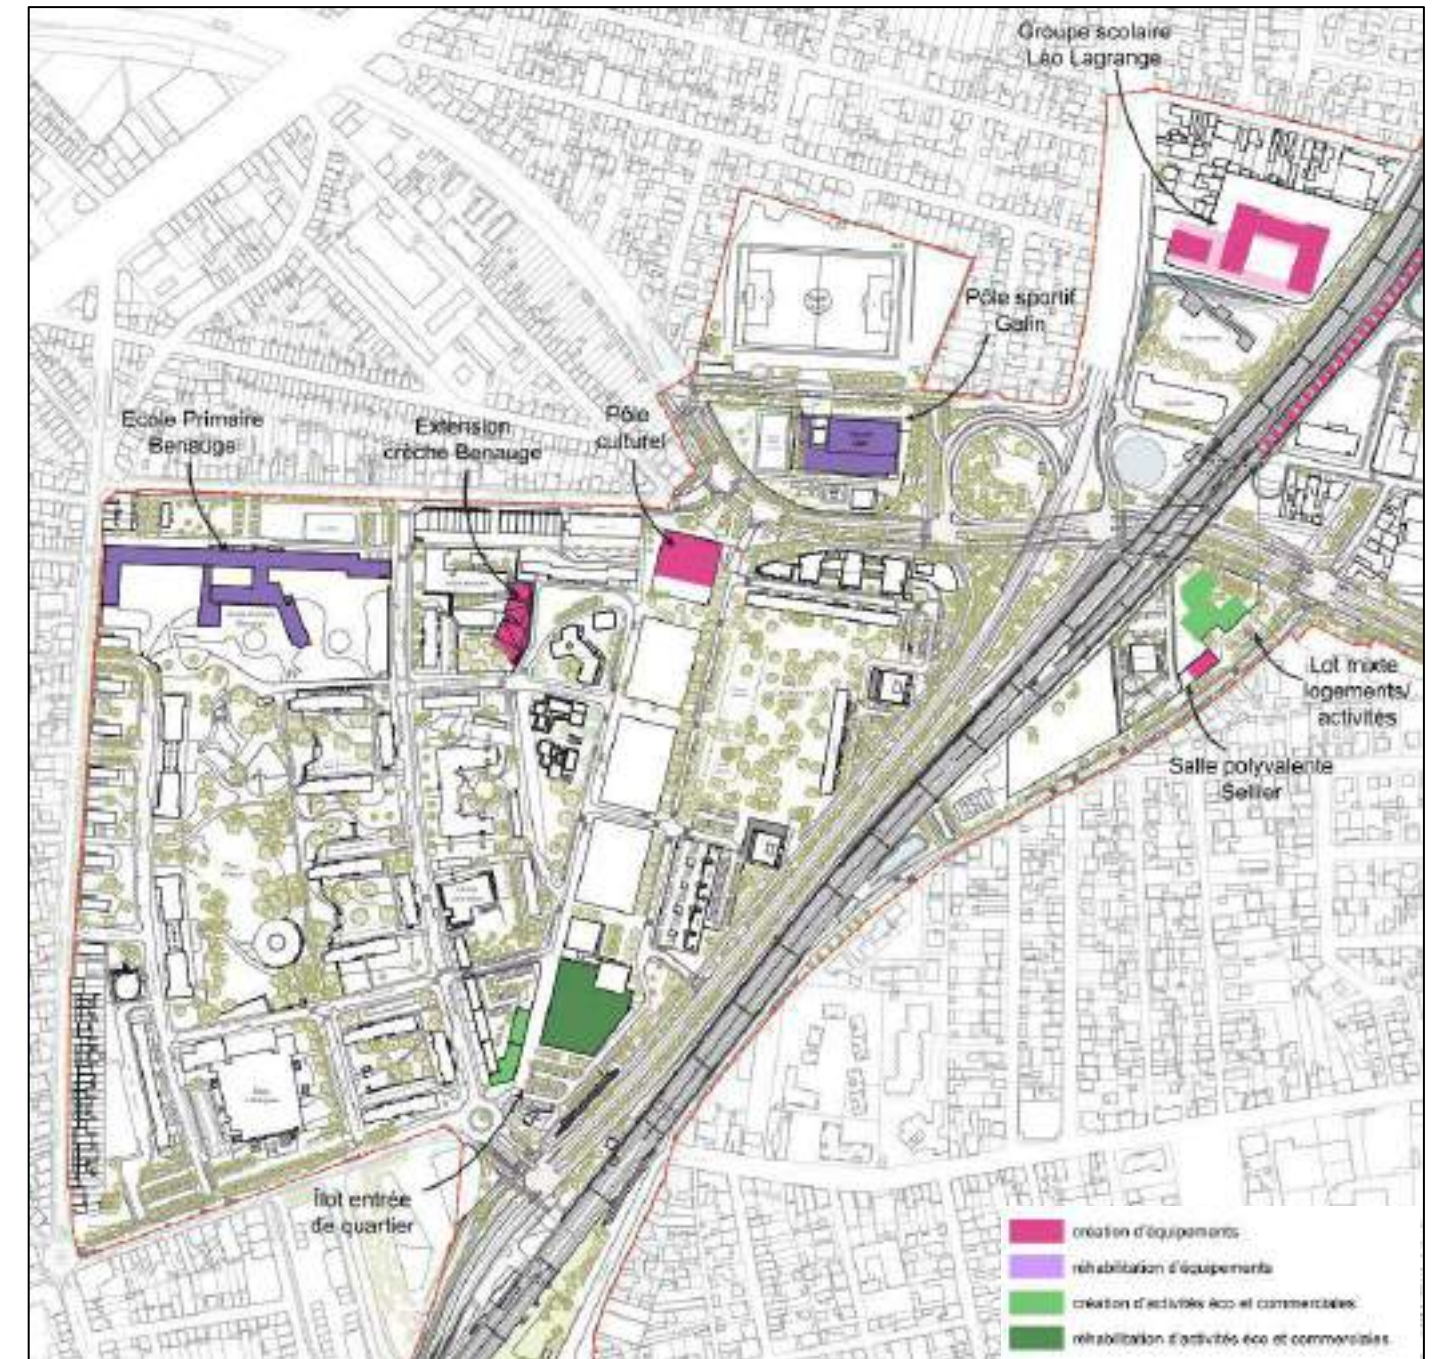 Groupe scolaire
Léo Lagrange
Pôle sportif
Galin
Ecole Primaire
Benauge
Extension
crèche Benauge
Pôle
culturel
Lot mixte
logements/
activités
Salle polyvalente
Sellier
Îlot entrée
de quartier
création d'équipements
réhabilitation d'équipements
création d'activités éco et commerciales
réhabilitation d'activités éco et commerciales